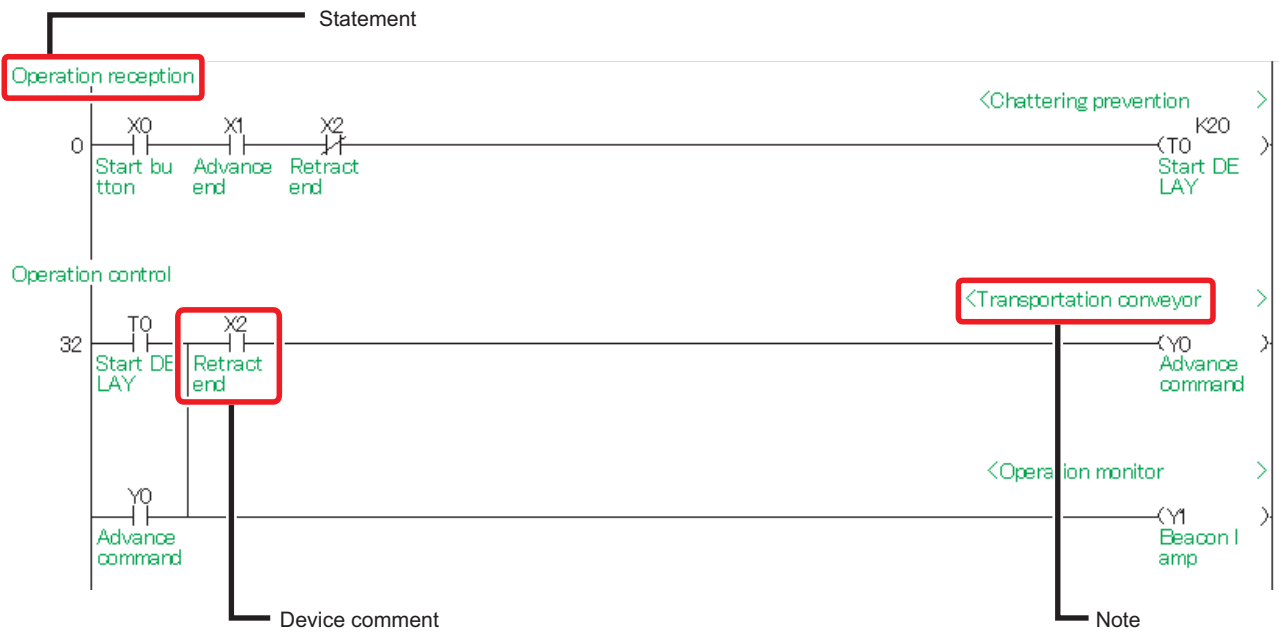 Statement
Operation reception
<Chattering prevention >
X0 X1 X2 K20
0 (T0 )
Start bu Advance Retract Start DE
tton end end LAY
Operation control
<Transportation conveyor >
T0 X2
32 (Y0 )
Start DE Retract Advance
LAY end command
<Operation monitor >
Y0
(Y1 )
Advance Beacon l
command amp
Device comment Note